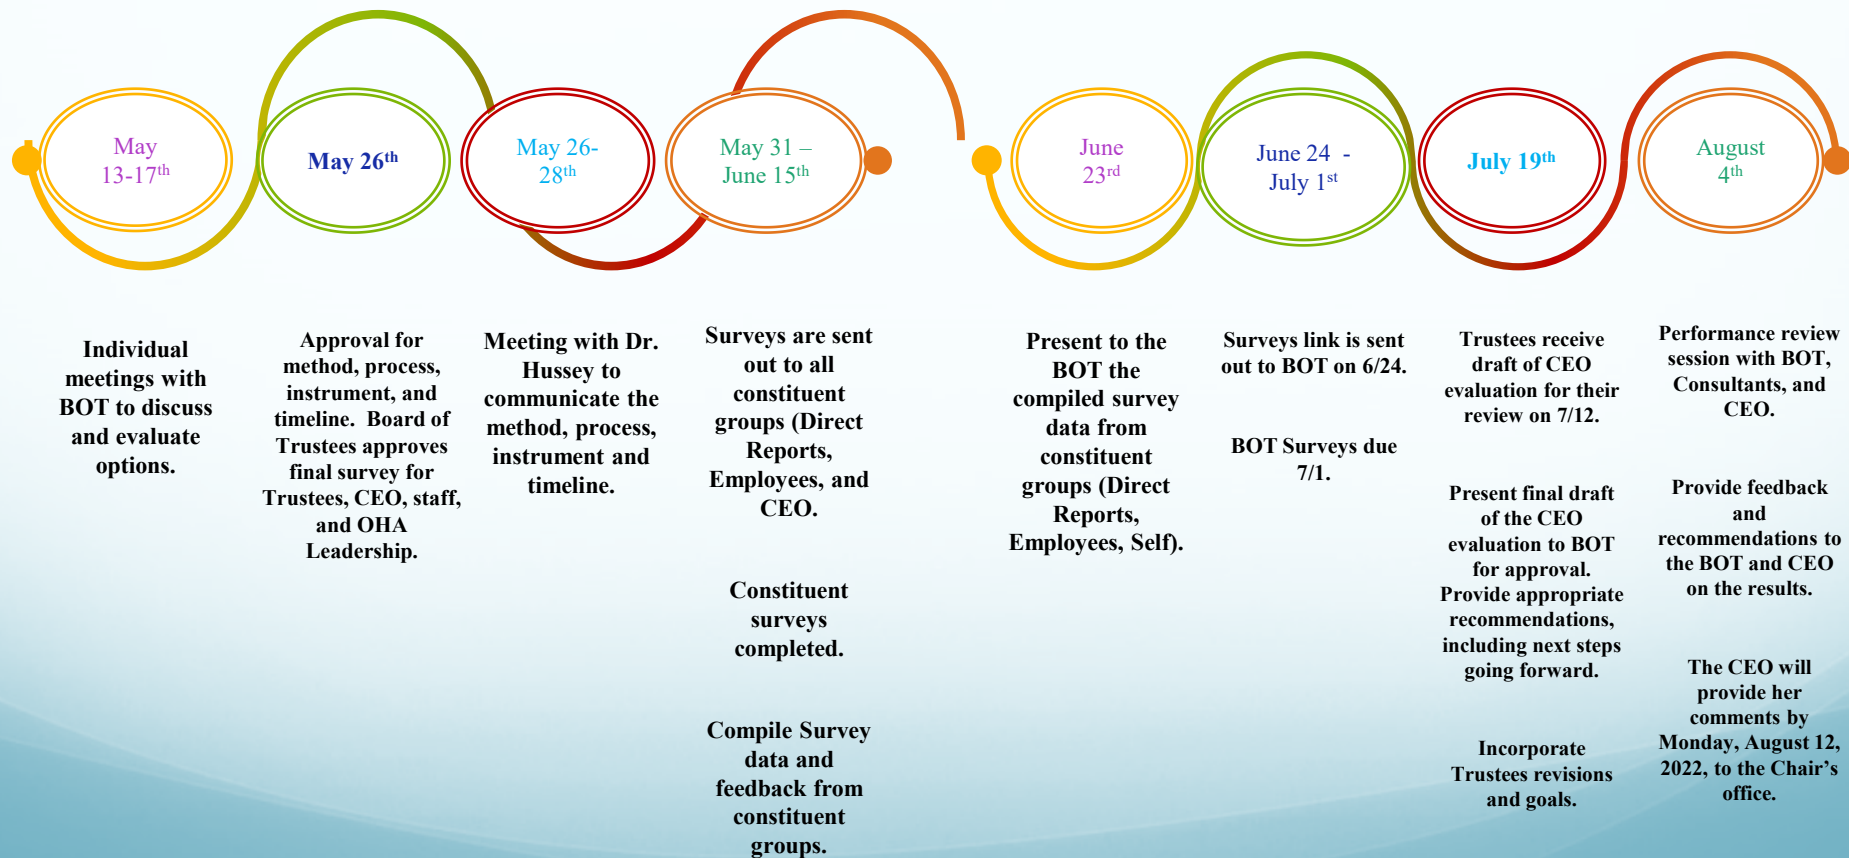 May
13-17th
May 26th
May 26-
28th
May 31 –
June 15th
June
23rd
June 24 -
July 1st
July 19th
August
4th
Individual
meetings with
BOT to discuss
and evaluate
options.
Approval for
method, process,
instrument, and
timeline. Board of
Trustees approves
final survey for
Trustees, CEO, staff,
and OHA
Leadership.
Meeting with Dr.
Hussey to
communicate the
method, process,
instrument and
timeline.
Surveys are sent
out to all
constituent
groups (Direct
Reports,
Employees, and
CEO.
Constituent
surveys
completed.
Compile Survey
data and
feedback from
constituent
groups.
Present to the
BOT the
compiled survey
data from
constituent
groups (Direct
Reports,
Employees, Self).
Surveys link is sent
out to BOT on 6/24.
BOT Surveys due
7/1.
Trustees receive
draft of CEO
evaluation for their
review on 7/12.
Present final draft
of the CEO
evaluation to BOT
for approval.
Provide appropriate
recommendations,
including next steps
going forward.
Incorporate
Trustees revisions
and goals.
Performance review
session with BOT,
Consultants, and
CEO.
Provide feedback
and
recommendations to
the BOT and CEO
on the results.
The CEO will
provide her
comments by
Monday, August 12,
2022, to the Chair's
office.